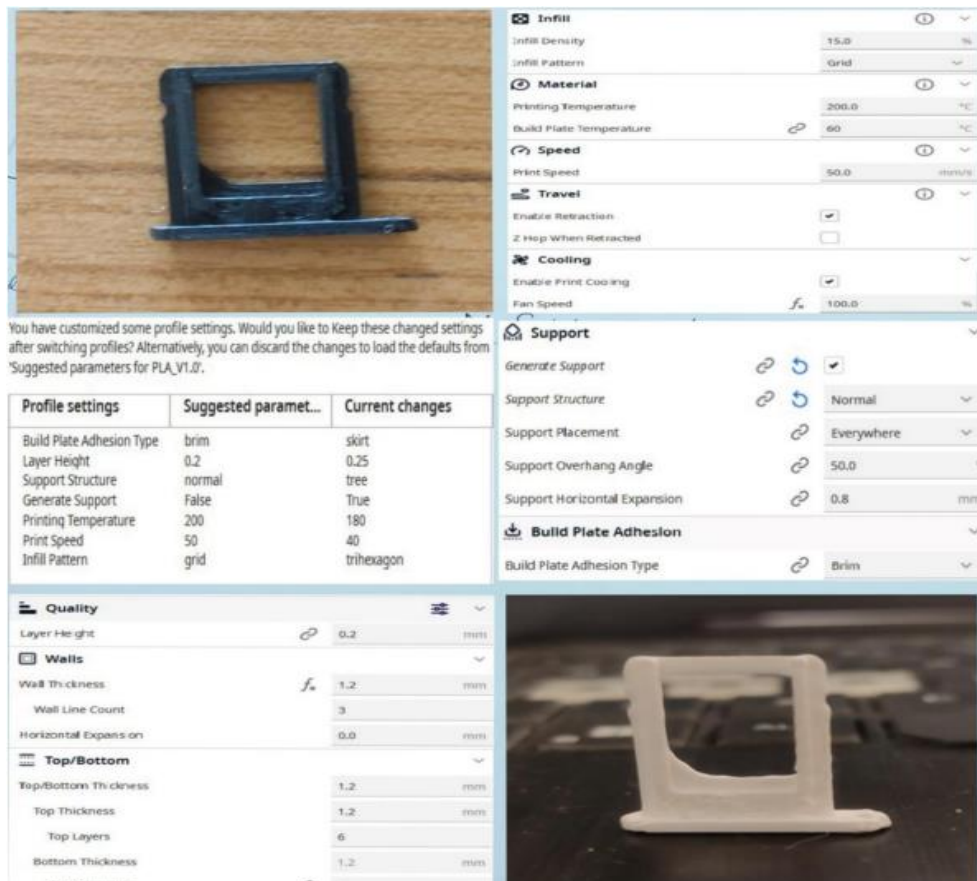 Infill
Infill Density 15.0 %
Infill Pattern Grid
Material
Printing Temperature 200.0 °C
Build Plate Temperature 60 °C
Speed
Print Speed 50.0 mm/s
Travel
Enable Retraction
Z Hop When Retracted
Cooling
Enable Print Cooling
Fan Speed fx 100.0 %
You have customized some profile settings. Would you like to Keep these changed settings
after switching profiles? Alternatively, you can discard the changes to load the defaults from
'Suggested parameters for PLA_V1.0'.
Profile settings Suggested paramet... Current changes
Build Plate Adhesion Type brim skirt
Layer Height 0.2 0.25
Support Structure normal tree
Generate Support False True
Printing Temperature 200 180
Print Speed 50 40
Infill Pattern grid trihexagon
Support
Generate Support
Support Structure Normal
Support Placement Everywhere
Support Overhang Angle 50.0
Support Horizontal Expansion 0.8 mm
Build Plate Adhesion
Build Plate Adhesion Type Brim
Quality
Layer Height 0.2 mm
Walls
Wall Thickness fx 1.2 mm
Wall Line Count 3
Horizontal Expansion 0.0 mm
Top/Bottom
Top/Bottom Thickness 1.2 mm
Top Thickness 1.2 mm
Top Layers 6
Bottom Thickness 1.2 mm